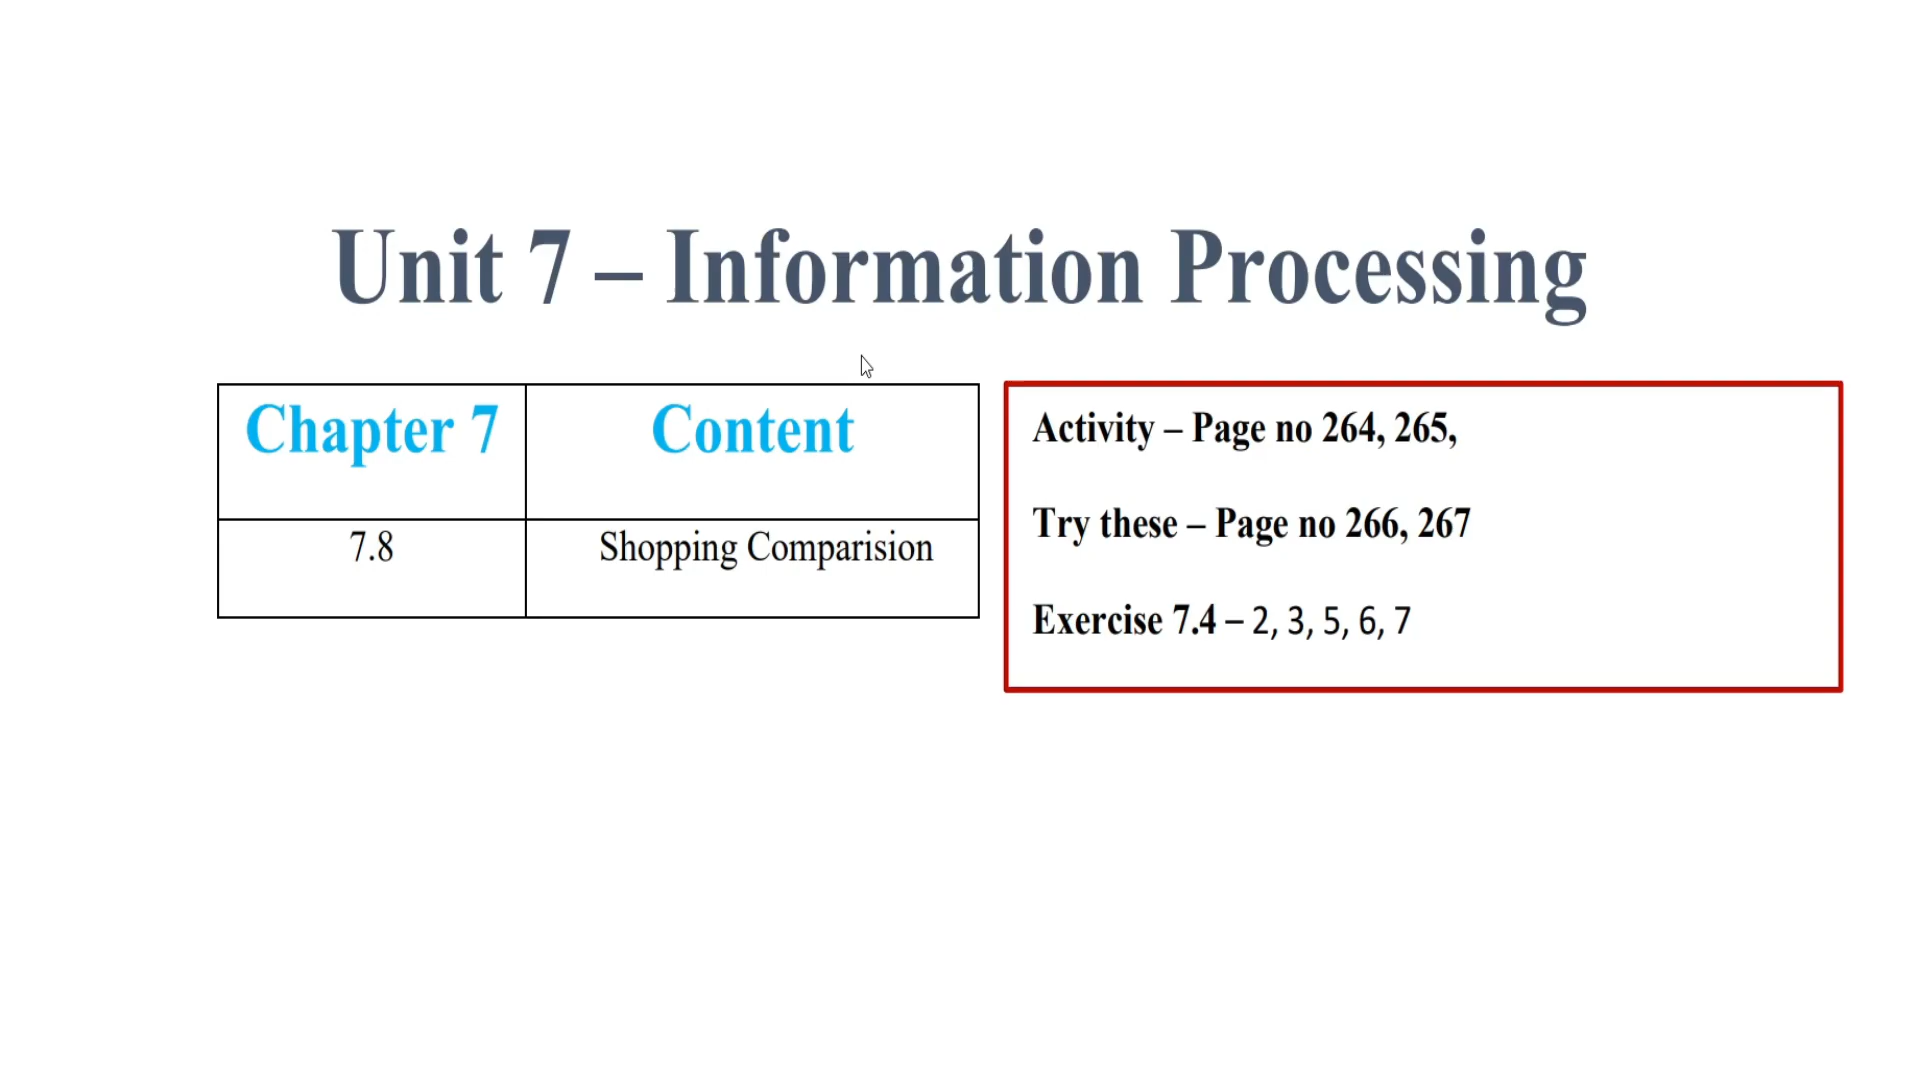 Unit 7 – Information Processing
Chapter 7
Content
7.8
Shopping Comparision
Activity – Page no 264, 265,
Try these – Page no 266, 267
Exercise 7.4 – 2, 3, 5, 6, 7